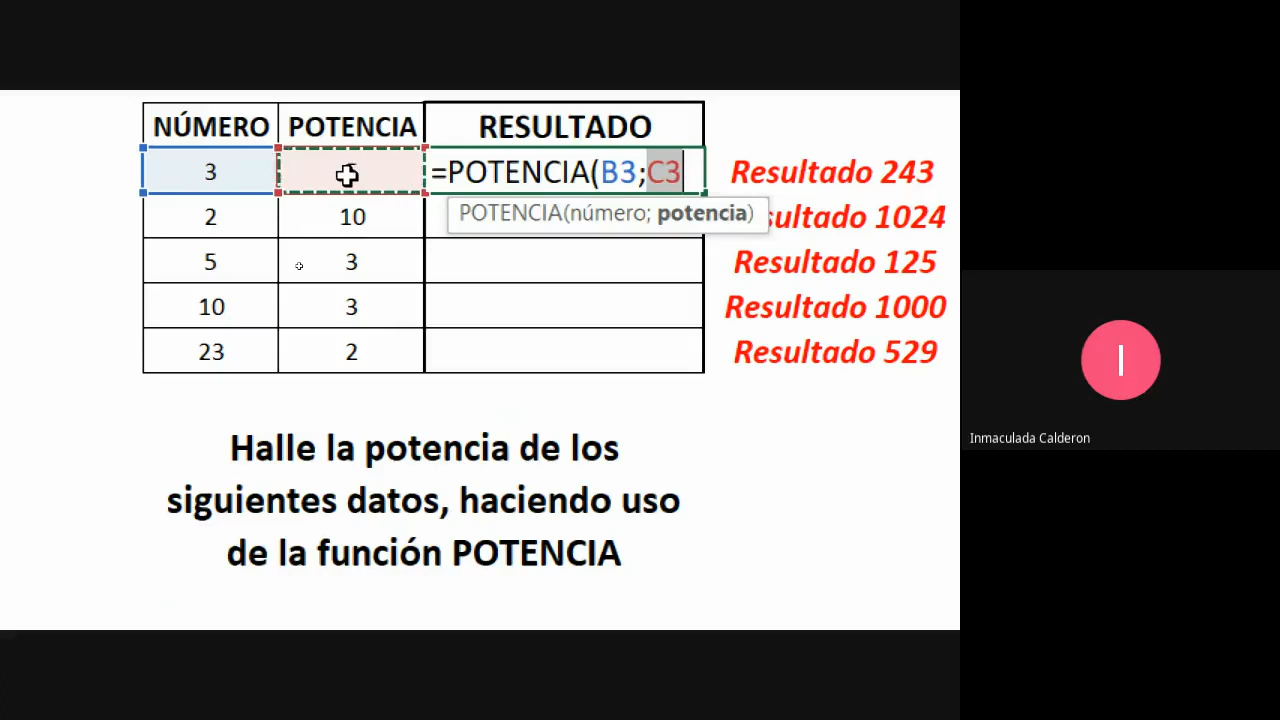 NÚMERO POTENCIA RESULTADO
3 =POTENCIA(B3;C3 Resultado 243
POTENCIA(número; potencia)
2 10 sultado 1024
5 3 Resultado 125
10 3 Resultado 1000
23 2 Resultado 529
Halle la potencia de los
siguientes datos, haciendo uso
de la función POTENCIA
I
Inmaculada Calderon